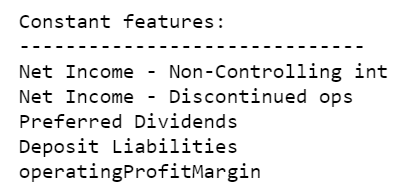 Constant features:
------------------------------
Net Income - Non-Controlling int
Net Income - Discontinued ops
Preferred Dividends
Deposit Liabilities
operatingProfitMargin